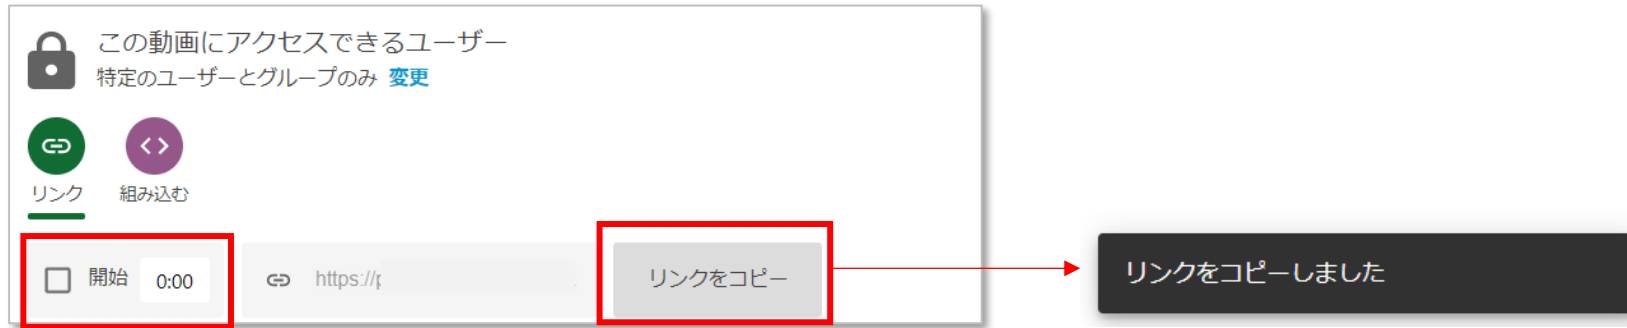 この動画にアクセスできるユーザー
特定のユーザーとグループのみ 変更
リンク 組み込む
開始 0:00 https:// リンクをコピー
リンクをコピーしました